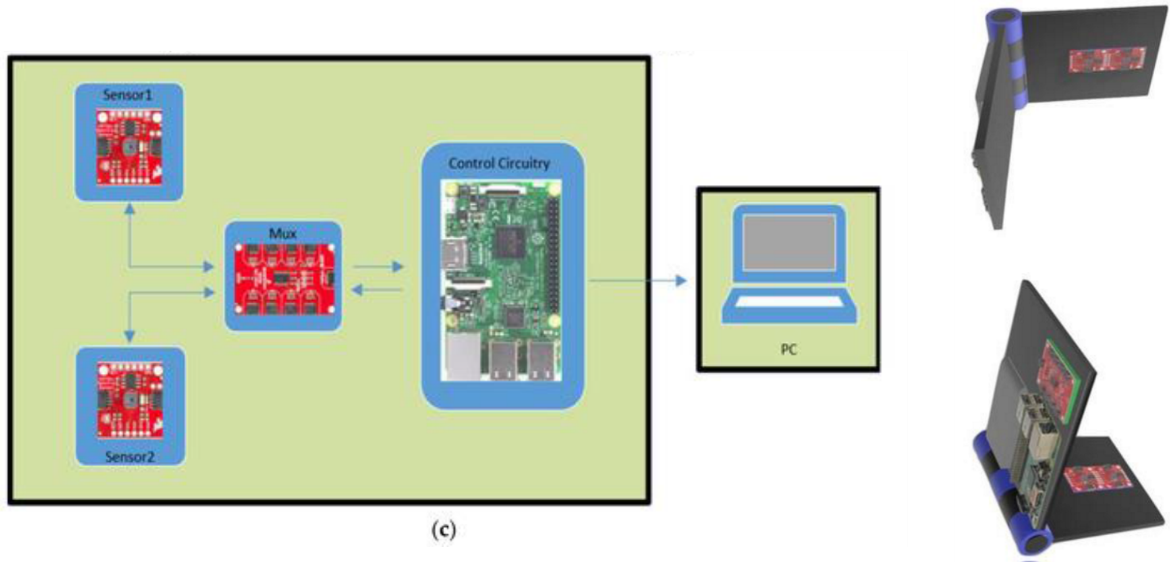 Sensor1
Control Circuitry
Mux
PC
Sensor2
(c)